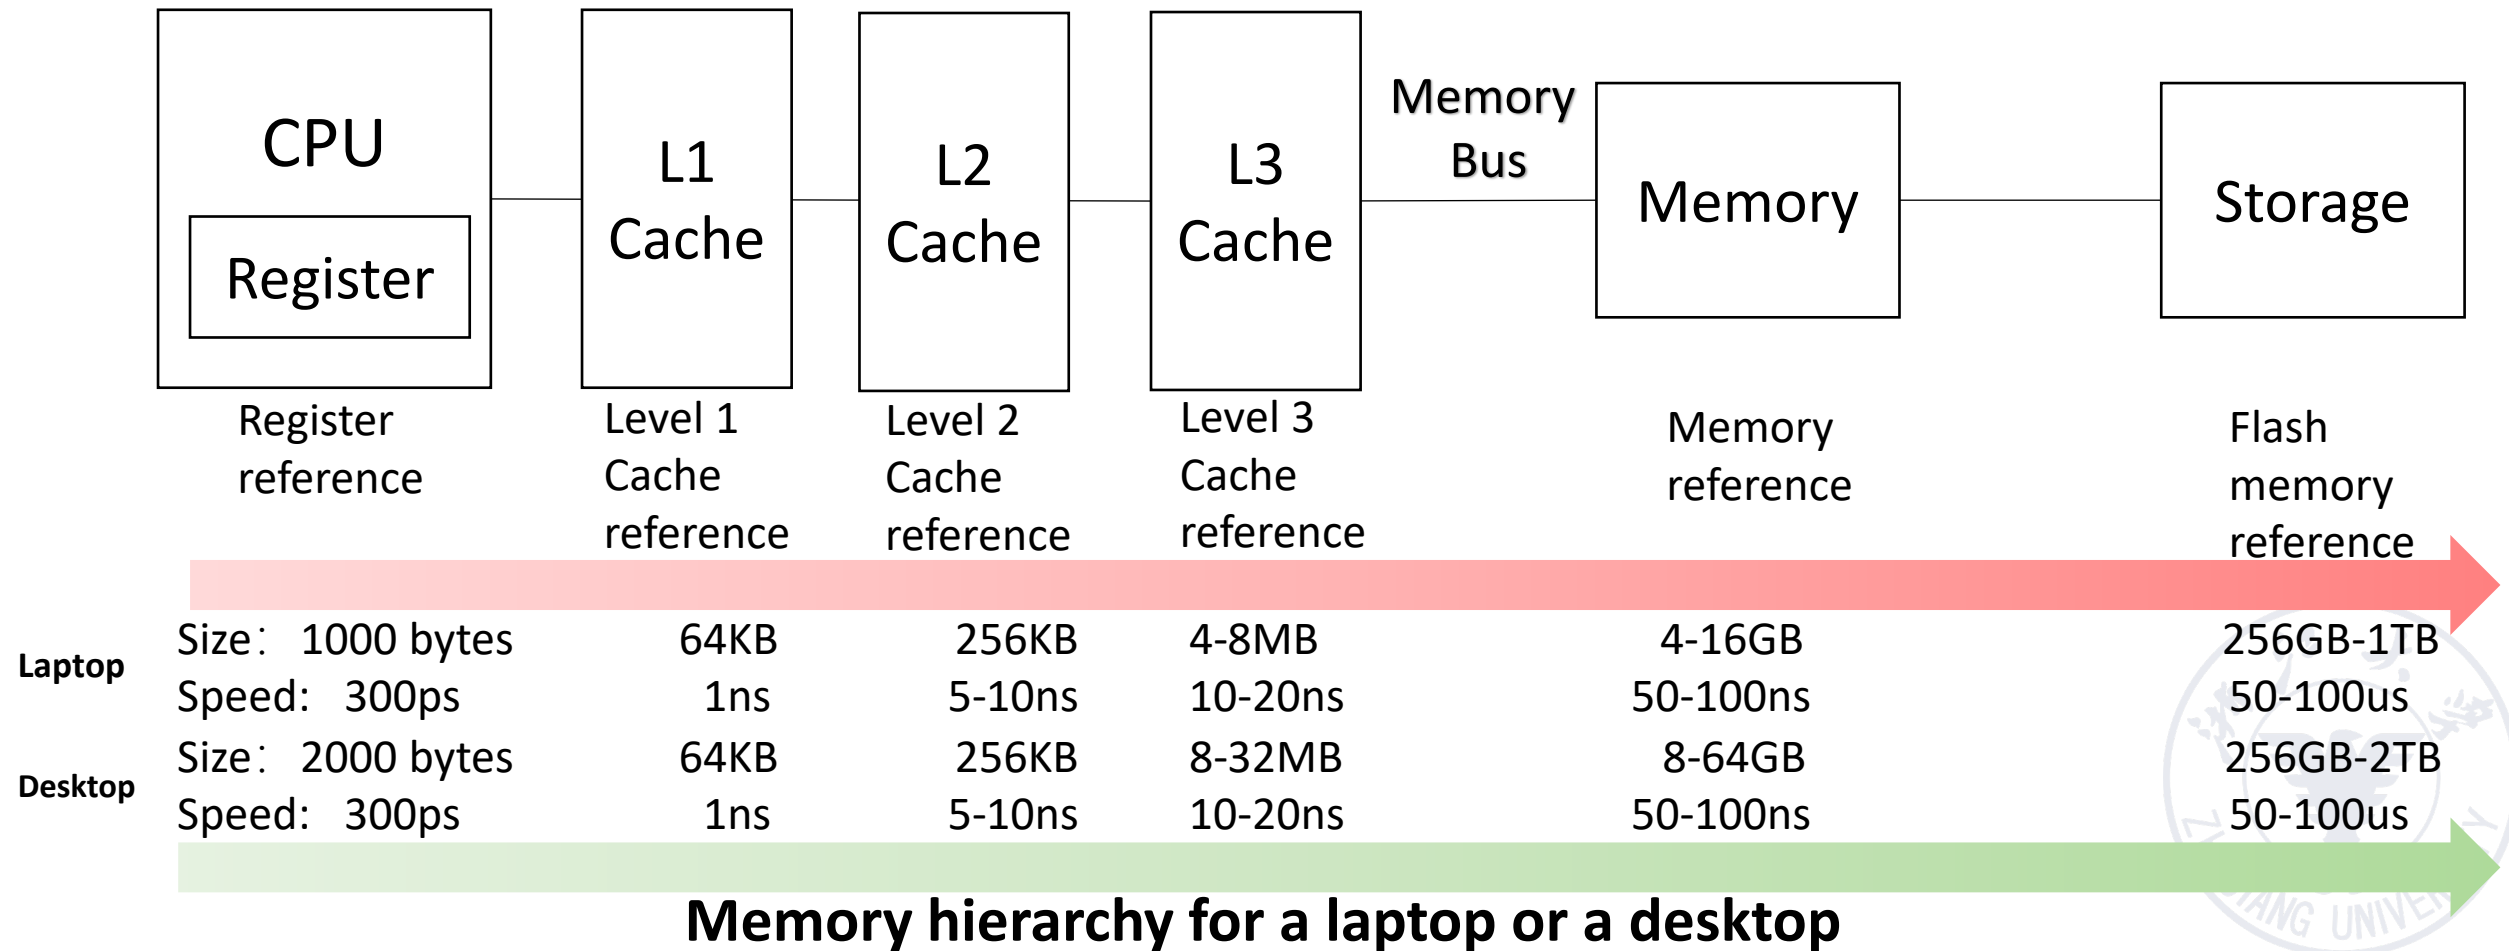 CPU
Register
L1
Cache
L2
Cache
L3
Cache
Memory
Bus
Memory
Storage
Register
reference
Level 1
Cache
reference
Level 2
Cache
reference
Level 3
Cache
reference
Memory
reference
Flash
memory
reference
Laptop
Size： 1000 bytes 64KB 256KB 4-8MB 4-16GB 256GB-1TB
Speed: 300ps 1ns 5-10ns 10-20ns 50-100ns 50-100us
Desktop
Size： 2000 bytes 64KB 256KB 8-32MB 8-64GB 256GB-2TB
Speed: 300ps 1ns 5-10ns 10-20ns 50-100ns 50-100us
Memory hierarchy for a laptop or a desktop